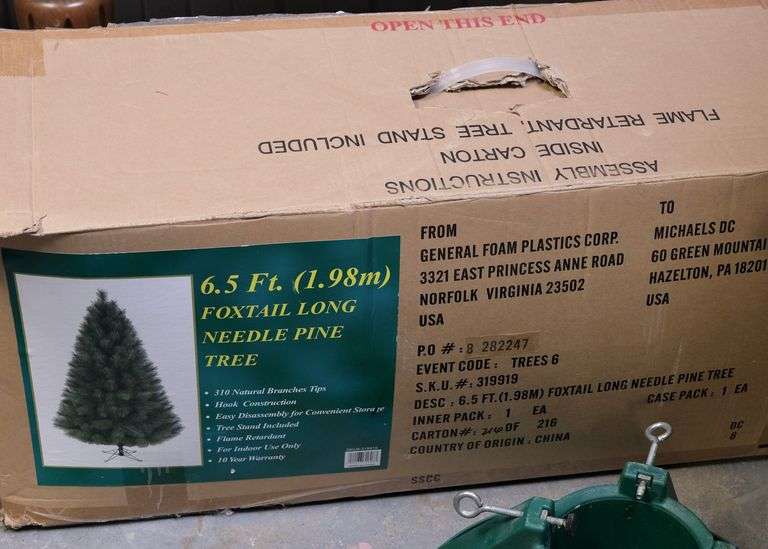 OPEN THIS END
FLAME RETARDANT, TREE STAND INCLUDED
INSIDE CARTON
ASSEMBLY INSTRUCTIONS
6.5 Ft. (1.98m)
FOXTAIL LONG
NEEDLE PINE
TREE
• 310 Natural Branches Tips
• Hook Construction
• Easy Disassembly for Convenient Storage
• Tree Stand Included
• Flame Retardant
• For Indoor Use Only
• 10 Year Warranty
FROM
GENERAL FOAM PLASTICS CORP.
3321 EAST PRINCESS ANNE ROAD
NORFOLK VIRGINIA 23502
USA
TO
MICHAELS DC
60 GREEN MOUNTAI
HAZELTON, PA 18201
USA
P.O #: 8 282247
EVENT CODE : TREES 6
S.K.U. #: 319919
DESC : 6.5 FT.(1.98M) FOXTAIL LONG NEEDLE PINE TREE
INNER PACK : 1 EA CASE PACK : 1 EA
CARTON#: OF 216
COUNTRY OF ORIGIN : CHINA
DC
8
SSCC